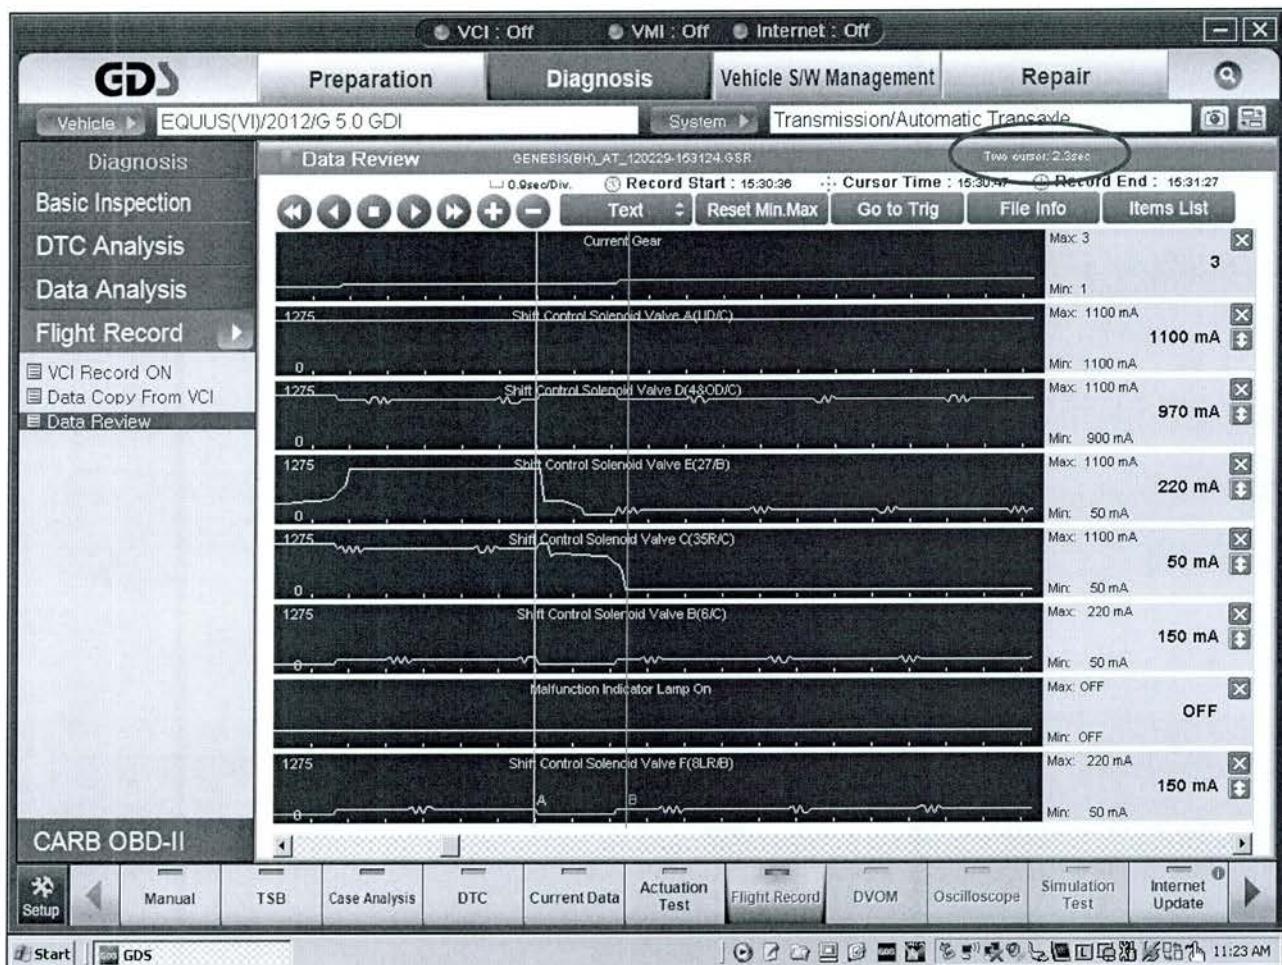 VCI : Off VMI : Off Internet : Off
GDS Preparation Diagnosis Vehicle S/W Management Repair
Vehicle EQUUS(VI)/2012/G 5.0 GDI System Transmission/Automatic Transaxle
Diagnosis
Basic Inspection
DTC Analysis
Data Analysis
Flight Record
VCI Record ON
Data Copy From VCI
Data Review
CARB OBD-II
Data Review GENESIS(BH)_AT_120229-153124.GSR Two cursor: 2.3sec
0.9sec/Div. Record Start : 15:30:36 Cursor Time : 15:30:47 Record End : 15:31:27
Text Reset Min.Max Go to Trig File Info Items List
Current Gear
Max: 3
3
Min: 1
1275 Shift Control Solenoid Valve A(UD/C)
0
Max: 1100 mA
1100 mA
Min: 1100 mA
1275 Shift Control Solenoid Valve D(4&OD/C)
0
Max: 1100 mA
970 mA
Min: 900 mA
1275 Shift Control Solenoid Valve E(27/B)
0
Max: 1100 mA
220 mA
Min: 50 mA
1275 Shift Control Solenoid Valve C(35R/C)
0
Max: 1100 mA
50 mA
Min: 50 mA
1275 Shift Control Solenoid Valve B(6/C)
0
Max: 220 mA
150 mA
Min: 50 mA
Malfunction Indicator Lamp On
Max: OFF
OFF
Min: OFF
1275 Shift Control Solenoid Valve F(8LR/B)
A B
0
Max: 220 mA
150 mA
Min: 50 mA
Setup Manual TSB Case Analysis DTC Current Data Actuation Test Flight Record DVOM Oscilloscope Simulation Test Internet Update
Start GDS 11:23 AM